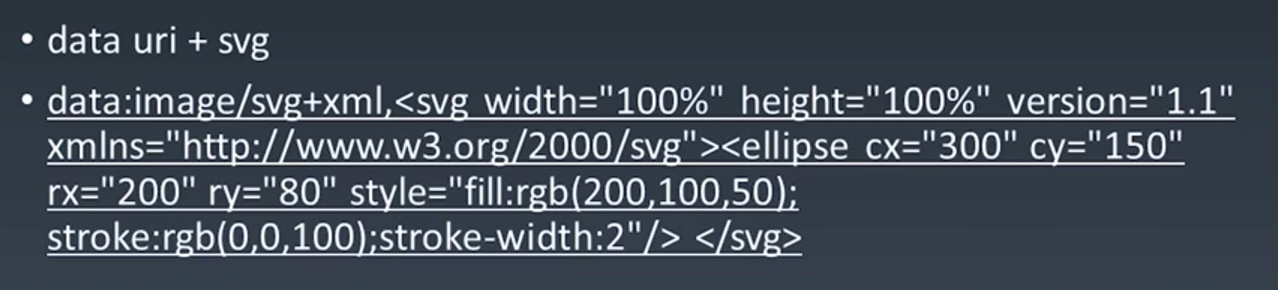 • data uri + svg
• data:image/svg+xml,<svg width="100%" height="100%" version="1.1"
xmlns="http://www.w3.org/2000/svg"><ellipse cx="300" cy="150"
rx="200" ry="80" style="fill:rgb(200,100,50);
stroke:rgb(0,0,100);stroke-width:2"/> </svg>